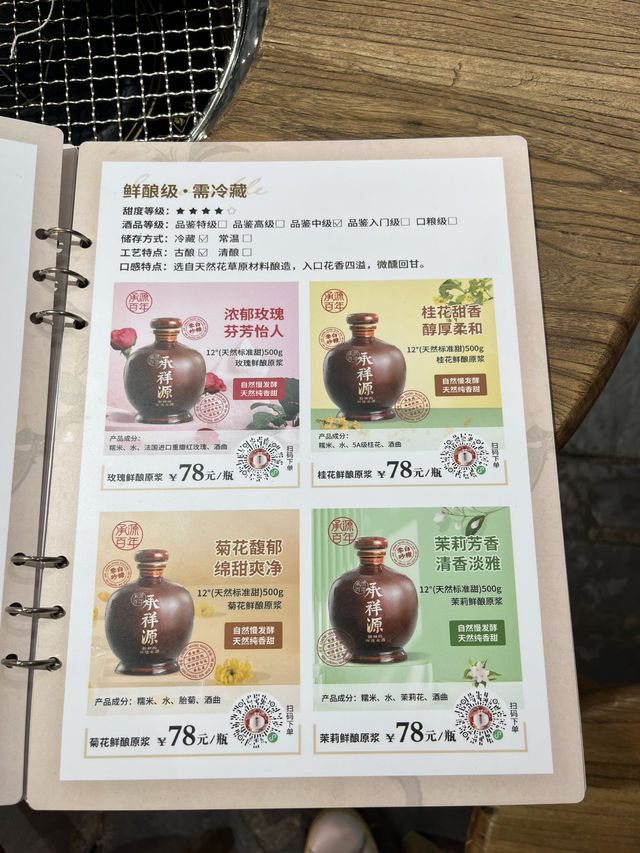 鲜酿级·需冷藏
甜度等级：★★★★☆
酒品等级：品鉴特级□ 品鉴高级□ 品鉴中级☑ 品鉴入门级□ 口粮级□
储存方式：冷藏☑ 常温□
工艺特点：古酿☑ 清酿□
口感特点：选自天然花草原材料酿造，入口花香四溢，微醺回甘。
承源
百年
浓郁玫瑰
芬芳怡人
12°(天然标准甜)500g
玫瑰鲜酿原浆
自然慢发酵
天然纯香甜
承祥源
产品成分：
糯米、水、法国进口重瓣红玫瑰、酒曲
玫瑰鲜酿原浆 ¥78元/瓶
扫码下单
承源
百年
桂花甜香
醇厚柔和
12°(天然标准甜)500g
桂花鲜酿原浆
自然慢发酵
天然纯香甜
承祥源
产品成分：
糯米、水、5A级桂花、酒曲
桂花鲜酿原浆 ¥78元/瓶
扫码下单
承源
百年
菊花馥郁
绵甜爽净
12°(天然标准甜)500g
菊花鲜酿原浆
自然慢发酵
天然纯香甜
承祥源
产品成分：糯米、水、胎菊、酒曲
菊花鲜酿原浆 ¥78元/瓶
扫码下单
承源
百年
茉莉芳香
清香淡雅
12°(天然标准甜)500g
茉莉鲜酿原浆
自然慢发酵
天然纯香甜
承祥源
产品成分：糯米、水、茉莉花、酒曲
茉莉鲜酿原浆 ¥78元/瓶
扫码下单